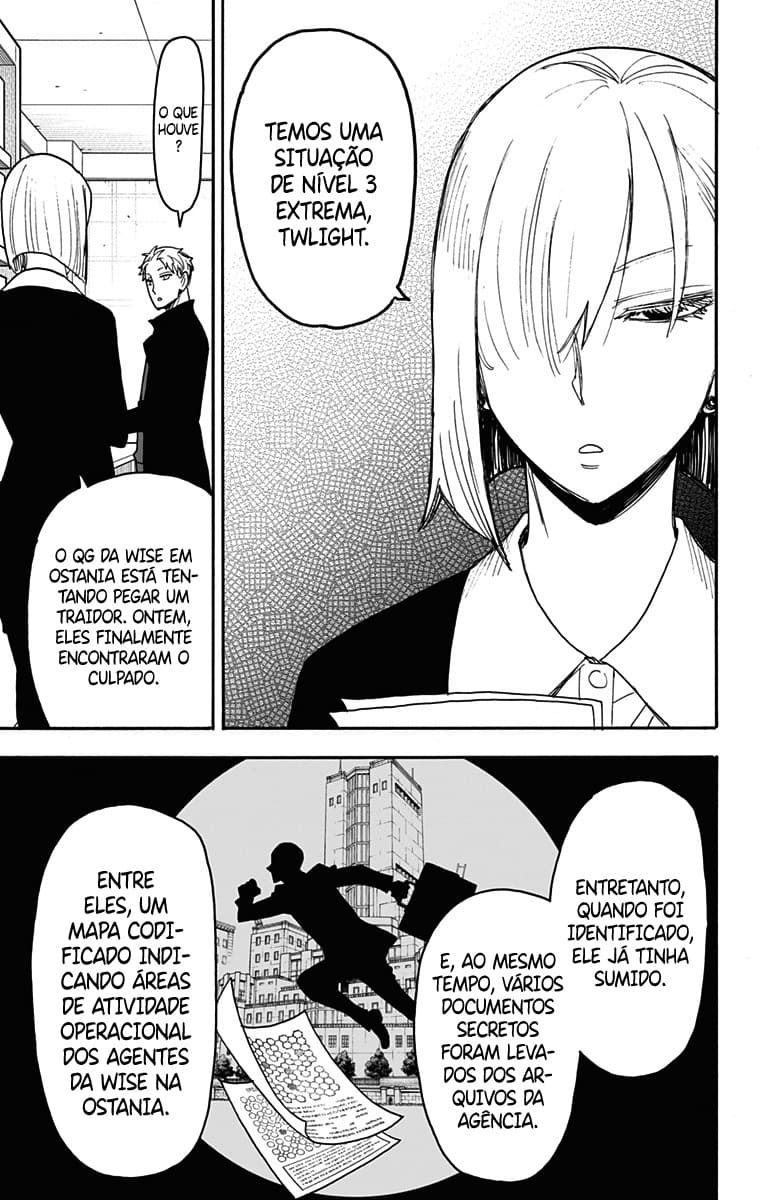 TEMOS UMA
SITUAÇÃO
DE NÍVEL 3
EXTREMA,
TWLIGHT.
O QUE
HOUVE
?
O QG DA WISE EM
OSTANIA ESTÁ TEN-
TANDO PEGAR UM
TRAIDOR. ONTEM,
ELES FINALMENTE
ENCONTRARAM O
CULPADO.
ENTRETANTO,
QUANDO FOI
IDENTIFICADO,
ELE JÁ TINHA
SUMIDO.
E, AO MESMO
TEMPO, VÁRIOS
DOCUMENTOS
SECRETOS
FORAM LEVA-
DOS DOS AR-
QUIVOS DA
AGÊNCIA.
ENTRE
ELES, UM
MAPA CODI-
FICADO INDI-
CANDO ÁREAS
DE ATIVIDADE
OPERACIONAL
DOS AGENTES
DA WISE NA
OSTANIA.